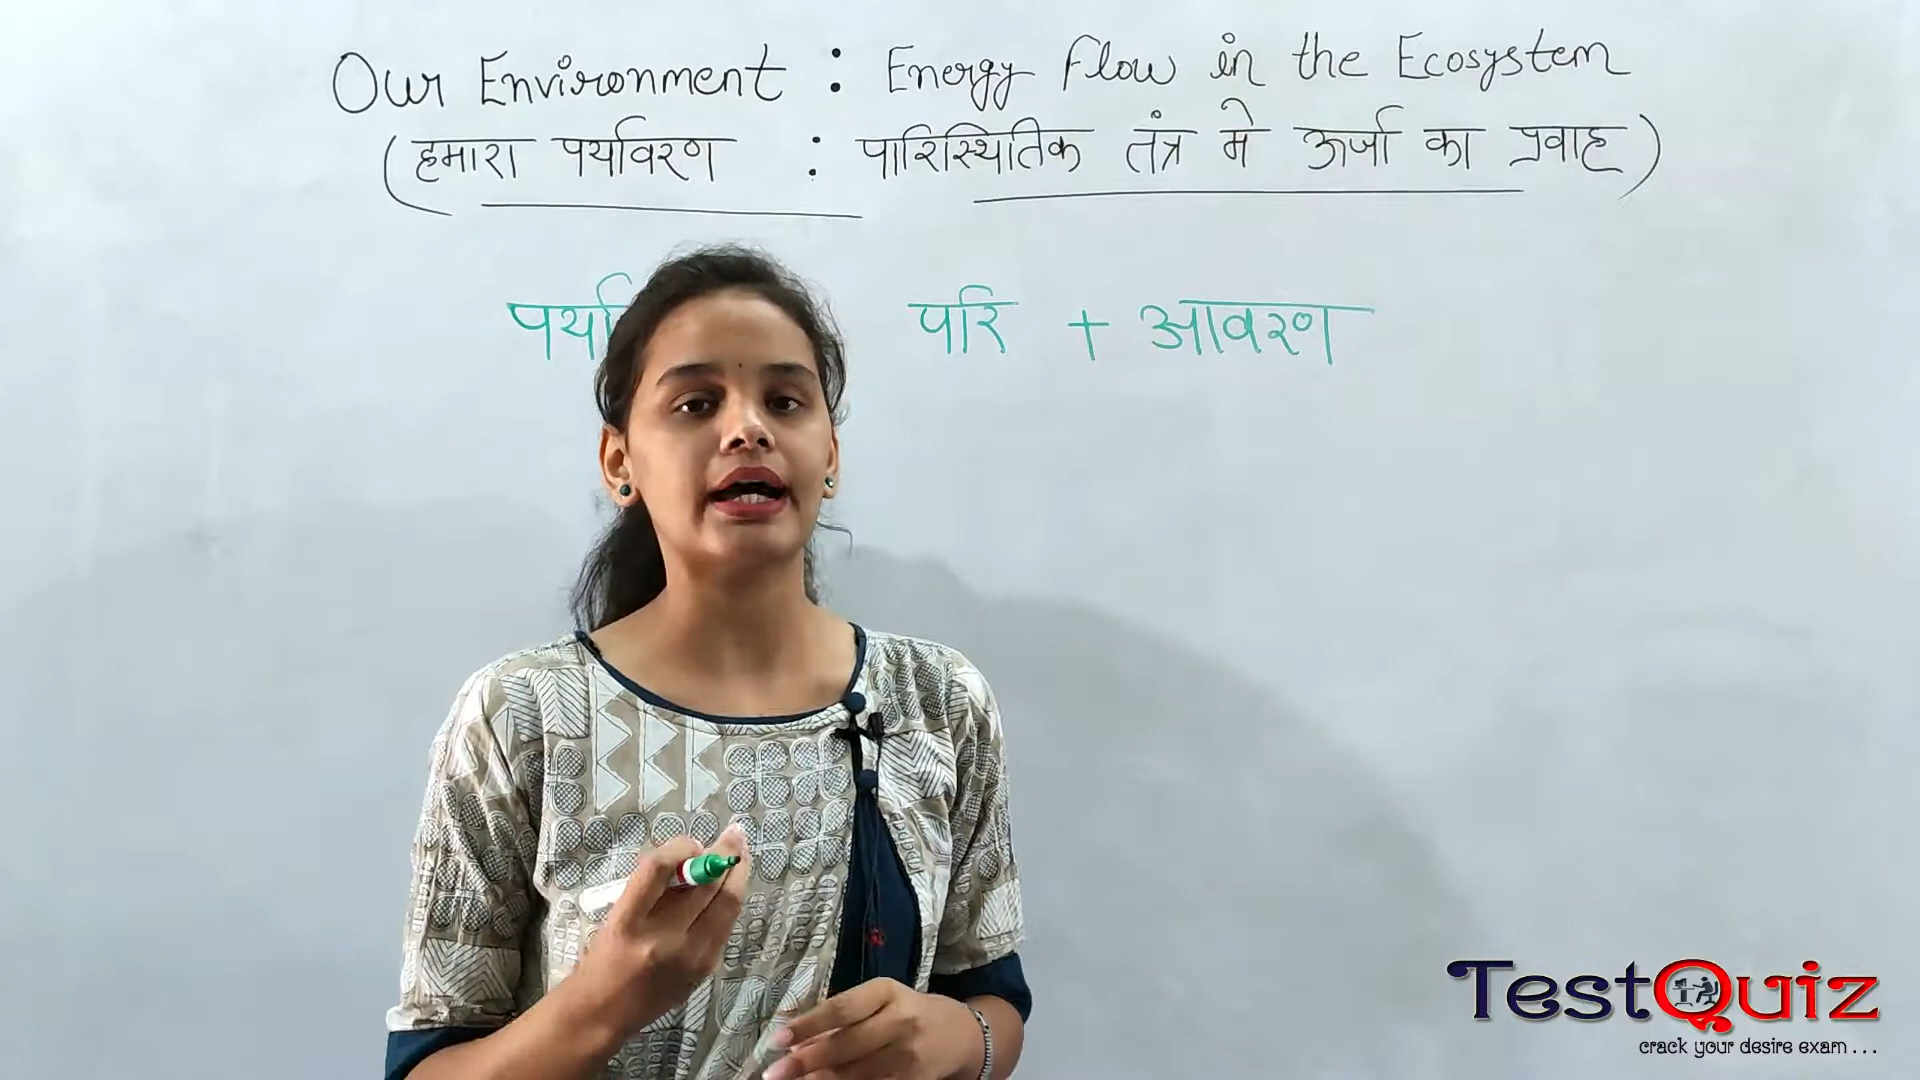 Our Environment : Energy Flow in the Ecosystem
(हमारा पर्यावरण : पारिस्थितिक तंत्र मे ऊर्जा का प्रवाह)
परि + आवरण
TestQuiz
crack your desire exam ...